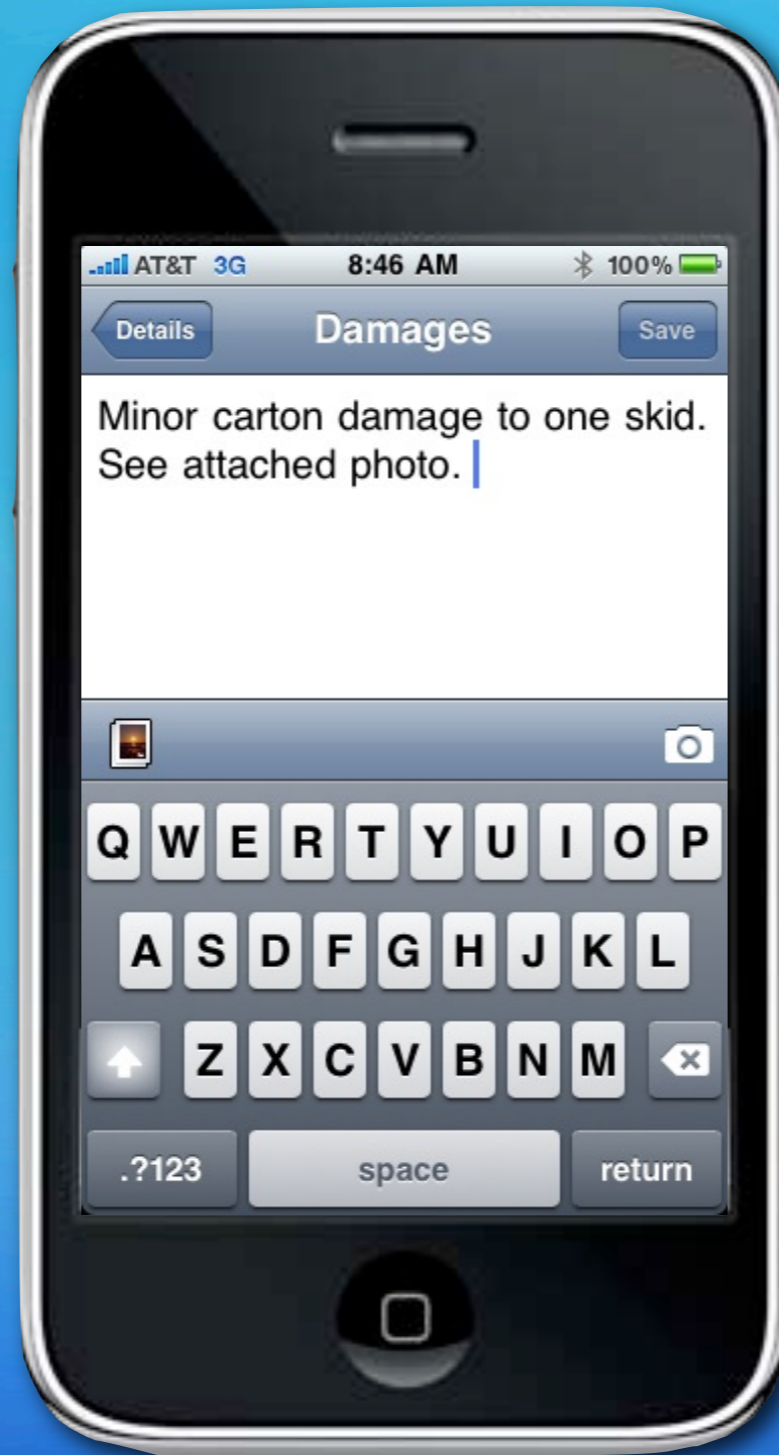 AT&T 3G 8:46 AM 100%
Details Damages Save
Minor carton damage to one skid.
See attached photo.
Q W E R T Y U I O P
A S D F G H J K L
Z X C V B N M
.?123 space return